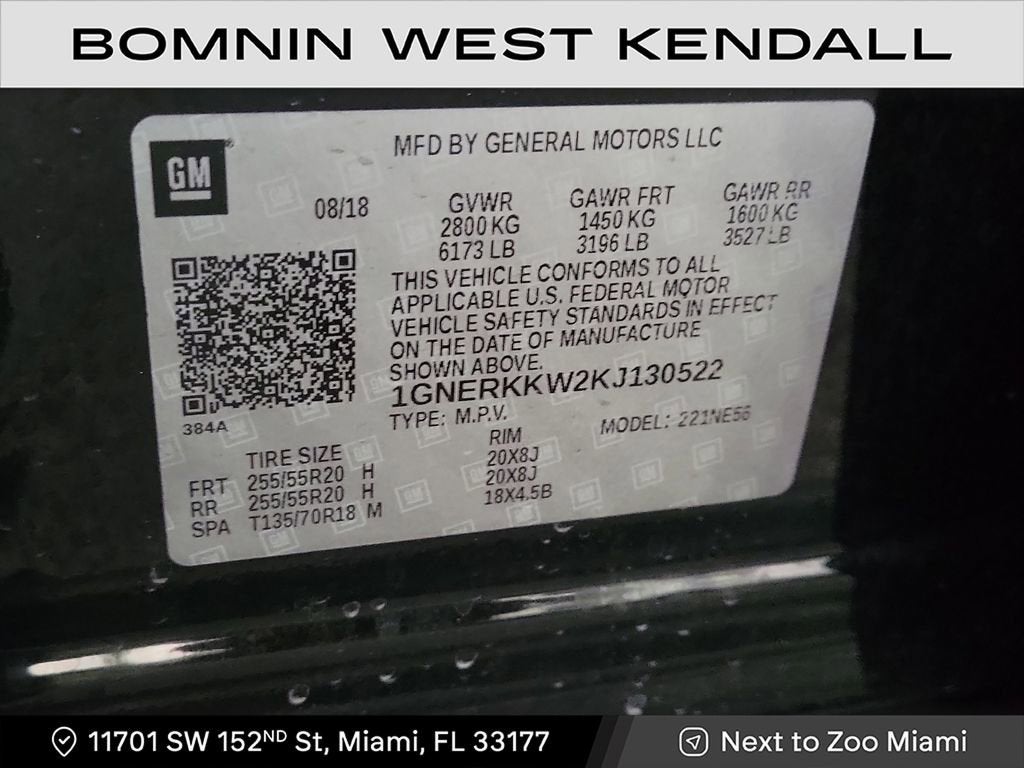 BOMNIN WEST KENDALL
GM
MFD BY GENERAL MOTORS LLC
08/18
GVWR
2800 KG
6173 LB
GAWR FRT
1450 KG
3196 LB
GAWR RR
1600 KG
3527 LB
THIS VEHICLE CONFORMS TO ALL
APPLICABLE U.S. FEDERAL MOTOR
VEHICLE SAFETY STANDARDS IN EFFECT
ON THE DATE OF MANUFACTURE
SHOWN ABOVE.
1GNERKKW2KJ130522
TYPE: M.P.V. MODEL: 221NE56
384A
TIRE SIZE RIM
FRT 255/55R20 H 20X8J
RR 255/55R20 H 20X8J
SPA T135/70R18 M 18X4.5B
11701 SW 152ND St, Miami, FL 33177
Next to Zoo Miami